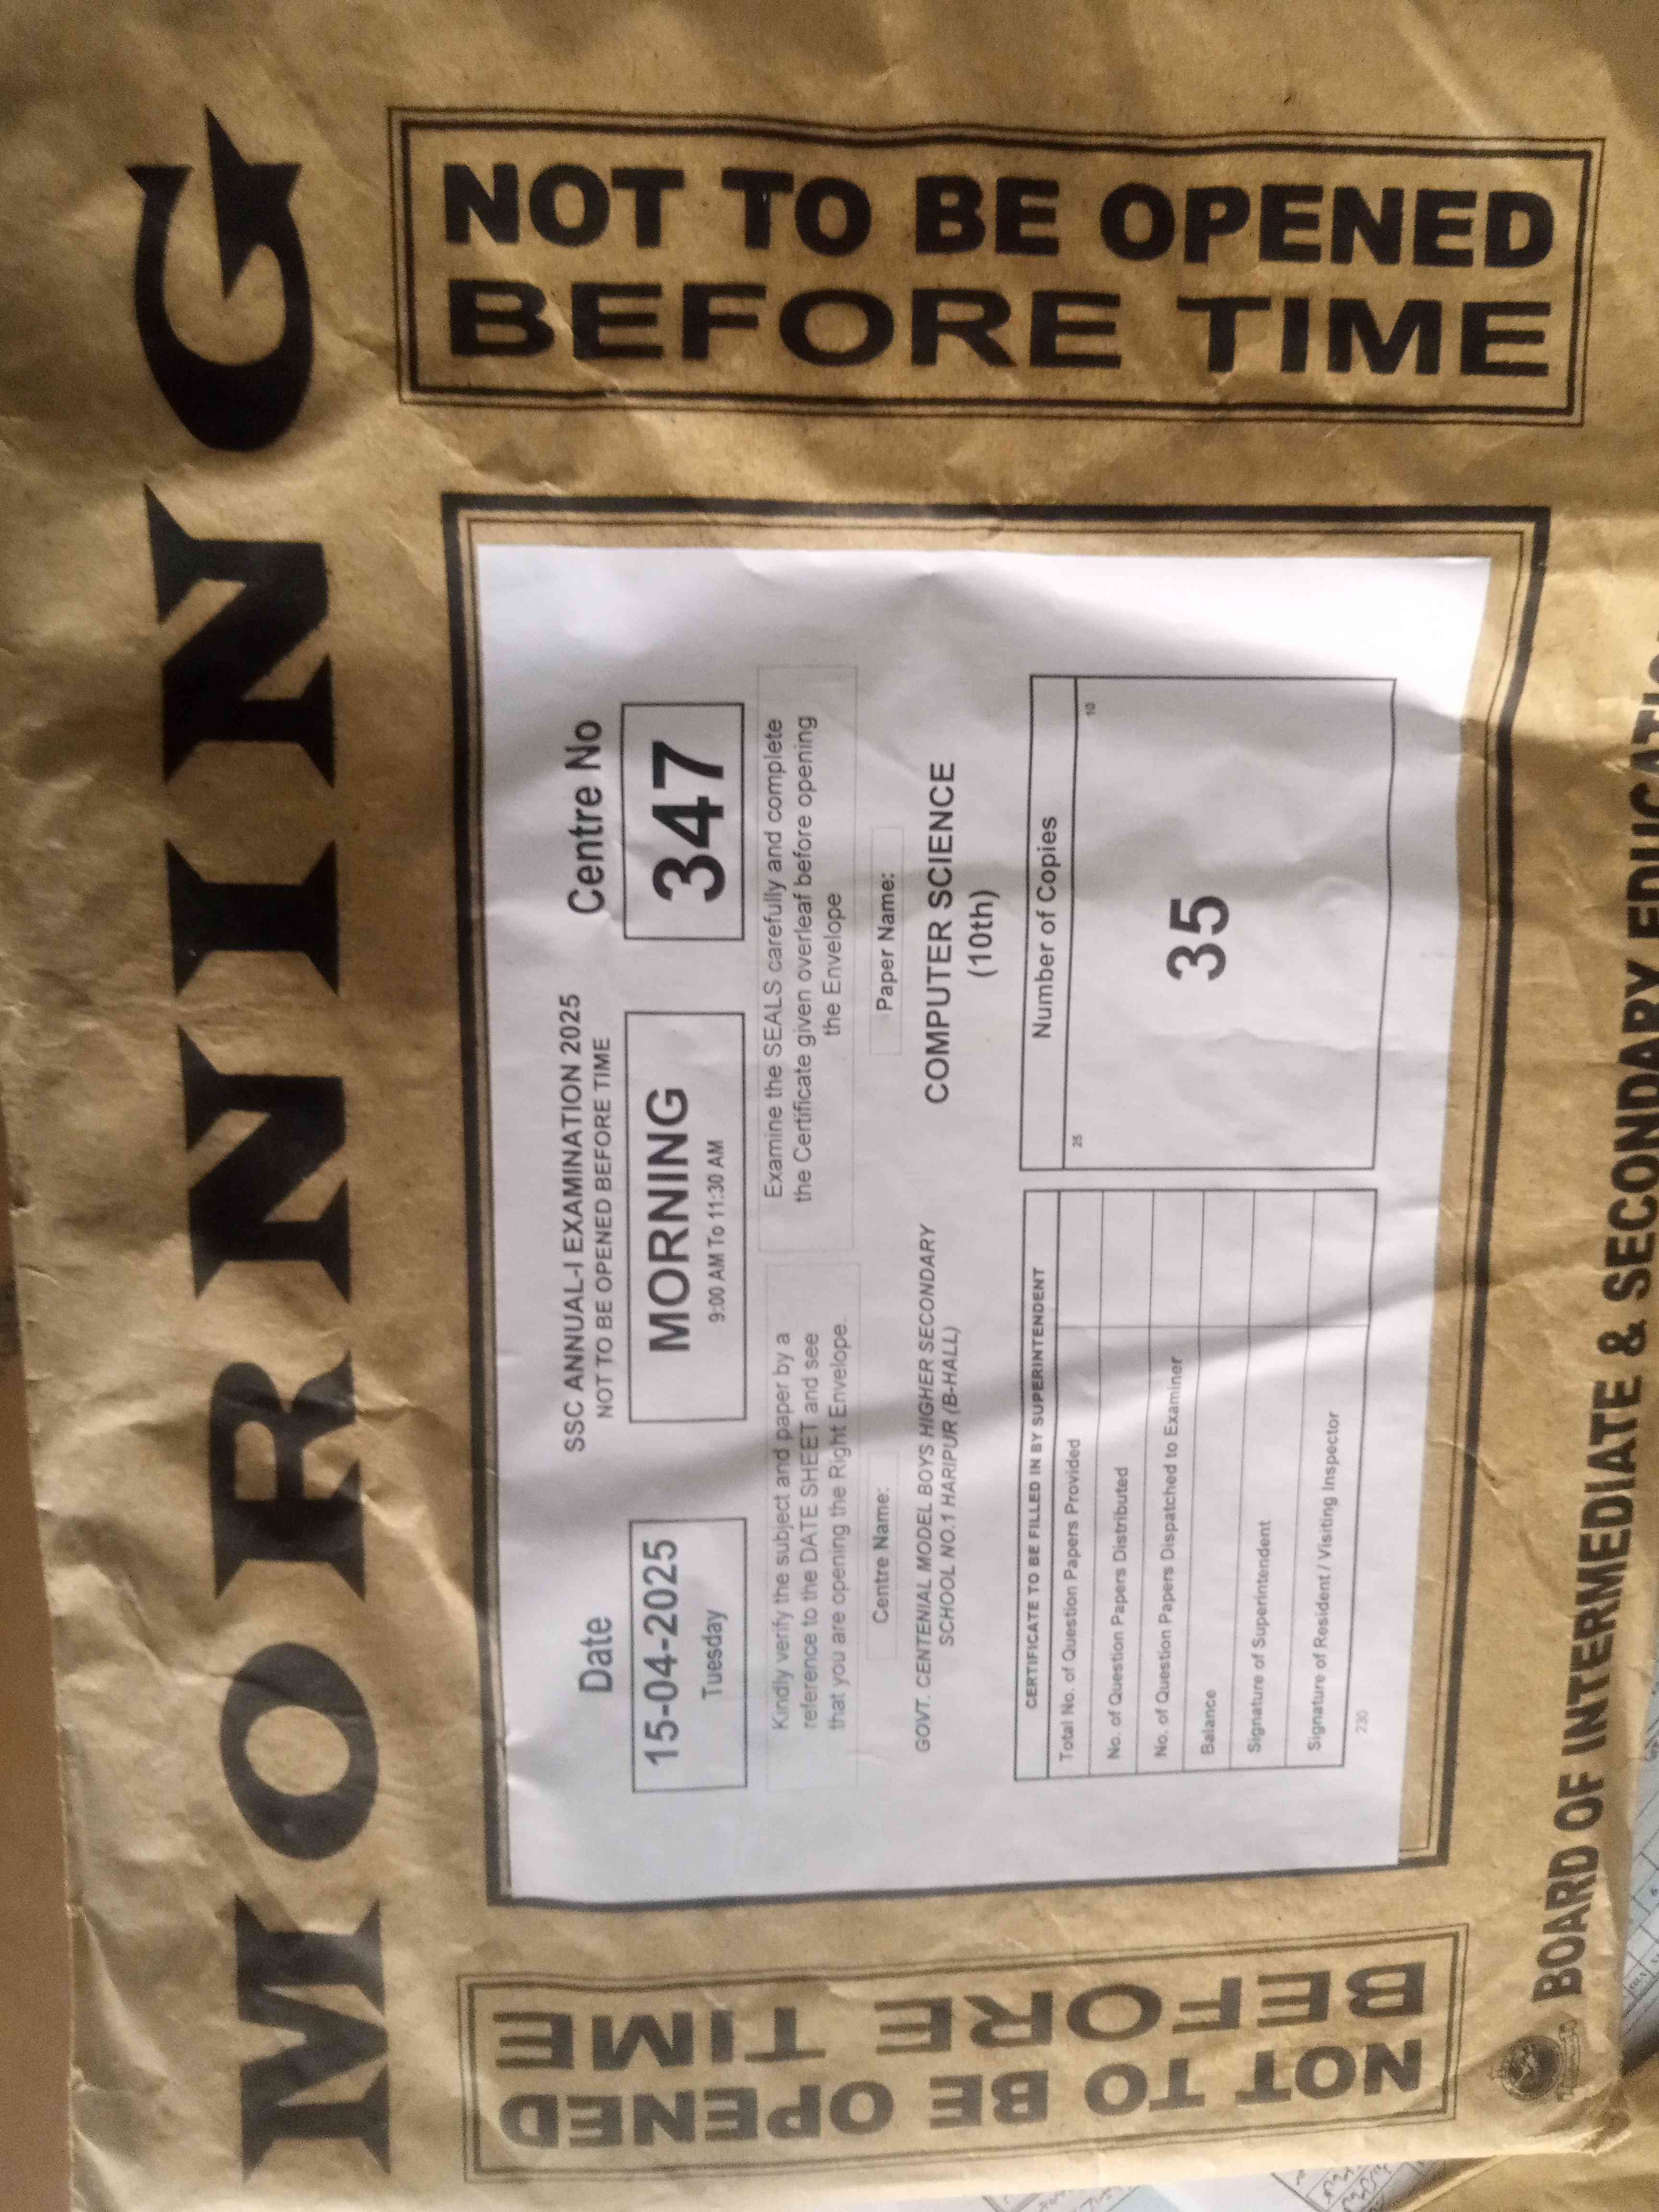 MORNING
NOT TO BE OPENED
BEFORE TIME
SSC ANNUAL-I EXAMINATION 2025
NOT TO BE OPENED BEFORE TIME
Date
15-04-2025
Tuesday
MORNING
9:00 AM To 11:30 AM
Centre No
347
Kindly verify the subject and paper by a
reference to the DATE SHEET and see
that you are opening the Right Envelope.
Examine the SEALS carefully and complete
the Certificate given overleaf before opening
the Envelope
Centre Name:
GOVT. CENTENIAL MODEL BOYS HIGHER SECONDARY
SCHOOL NO.1 HARIPUR (B-HALL)
Paper Name:
COMPUTER SCIENCE
(10th)
CERTIFICATE TO BE FILLED IN BY SUPERINTENDENT
Total No. of Question Papers Provided
No. of Question Papers Distributed
No. of Question Papers Dispatched to Examiner
Balance
Signature of Superintendent
Signature of Resident / Visiting Inspector
230
Number of Copies
25
10
35
NOT TO BE OPENED
BEFORE TIME
BOARD OF INTERMEDIATE & SECONDARY